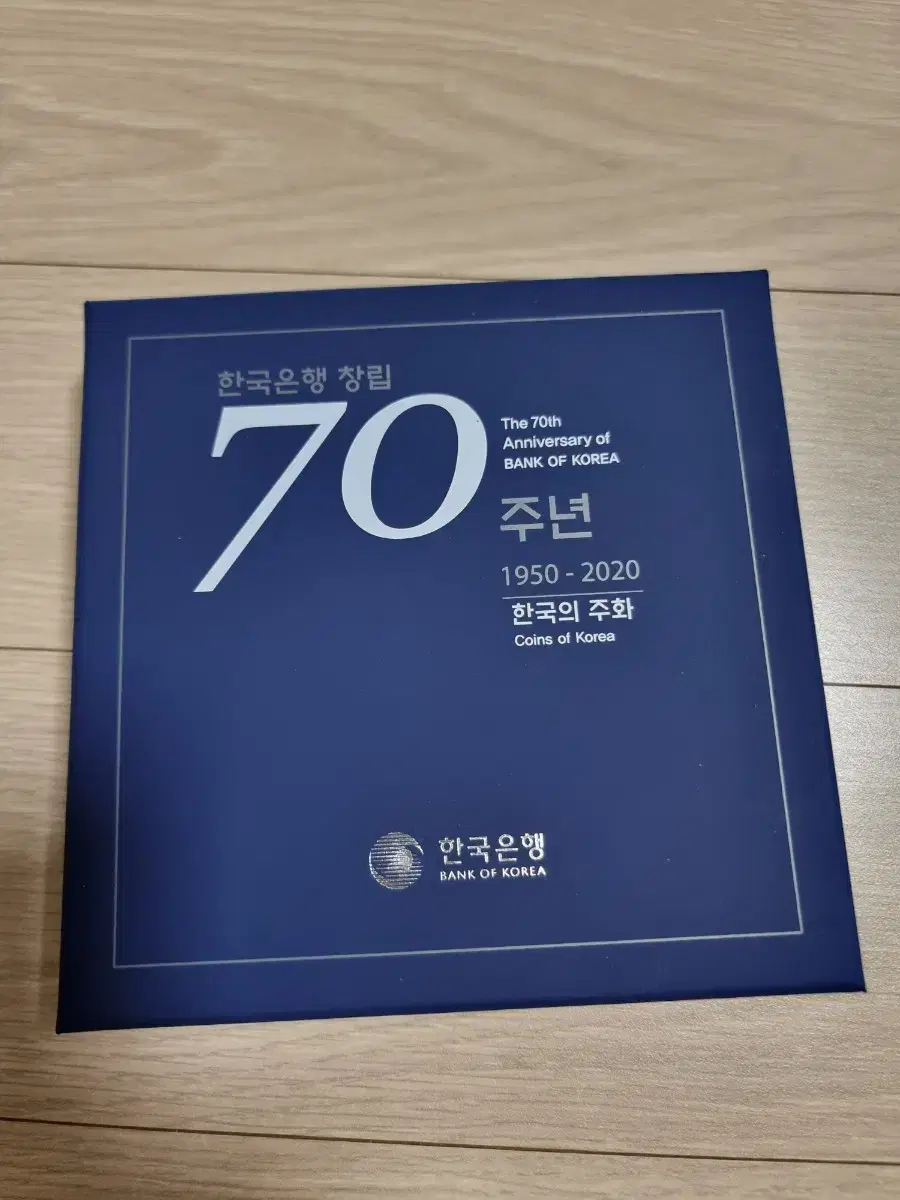 한국은행 창립
70
The 70th
Anniversary of
BANK OF KOREA
주년
1950 - 2020
한국의 주화
Coins of Korea
한국은행
BANK OF KOREA